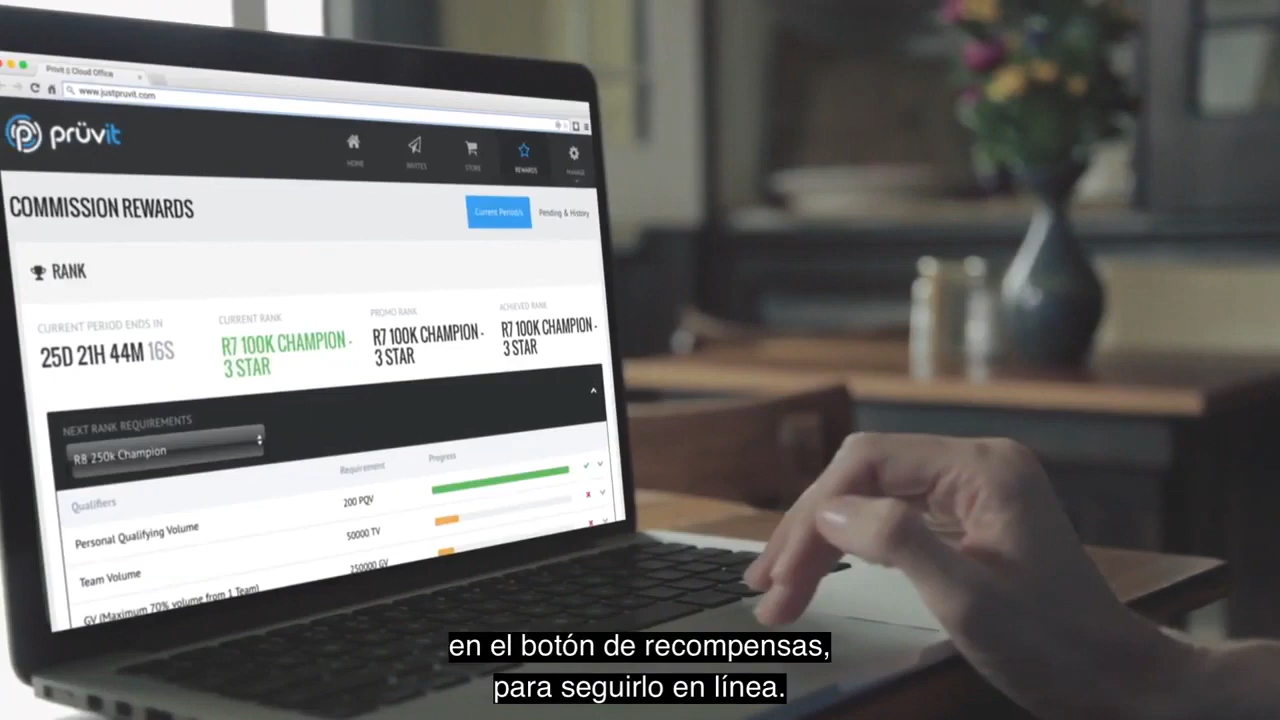 Prüvit | Cloud Office
www.justpruvit.com
prüvit
HOME
INVITES
STORE
REWARDS
MANAGE
COMMISSION REWARDS
Current Period/s
Pending & History
RANK
CURRENT PERIOD ENDS IN
25D 21H 44M 16S
CURRENT RANK
R7 100K CHAMPION -
3 STAR
PROMO RANK
R7 100K CHAMPION -
3 STAR
ACHIEVED RANK
R7 100K CHAMPION -
3 STAR
NEXT RANK REQUIREMENTS
R8 250k Champion
Qualifiers
Requirement
Progress
Personal Qualifying Volume
200 PQV
Team Volume
50000 TV
GV (Maximum 70% volume from 1 Team)
250000 GV
en el botón de recompensas,
para seguirlo en línea.